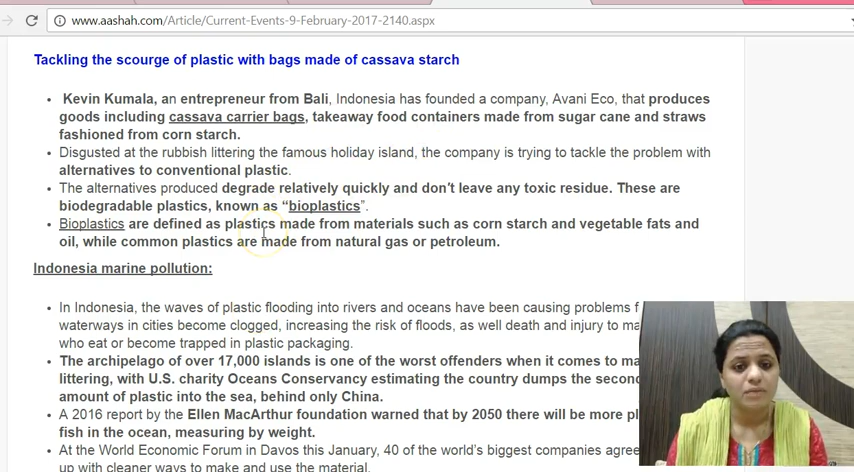 www.aashah.com/Article/Current-Events-9-February-2017-2140.aspx
Tackling the scourge of plastic with bags made of cassava starch
• Kevin Kumala, an entrepreneur from Bali, Indonesia has founded a company, Avani Eco, that produces
goods including cassava carrier bags, takeaway food containers made from sugar cane and straws
fashioned from corn starch.
• Disgusted at the rubbish littering the famous holiday island, the company is trying to tackle the problem with
alternatives to conventional plastic.
• The alternatives produced degrade relatively quickly and don't leave any toxic residue. These are
biodegradable plastics, known as “bioplastics”.
• Bioplastics are defined as plastics made from materials such as corn starch and vegetable fats and
oil, while common plastics are made from natural gas or petroleum.
Indonesia marine pollution:
• In Indonesia, the waves of plastic flooding into rivers and oceans have been causing problems
waterways in cities become clogged, increasing the risk of floods, as well death and injury to
who eat or become trapped in plastic packaging.
• The archipelago of over 17,000 islands is one of the worst offenders when it comes to
littering, with U.S. charity Oceans Conservancy estimating the country dumps the
amount of plastic into the sea, behind only China.
• A 2016 report by the Ellen MacArthur foundation warned that by 2050 there will be more
fish in the ocean, measuring by weight.
• At the World Economic Forum in Davos this January, 40 of the world's biggest companies
up with cleaner ways to make and use the material.